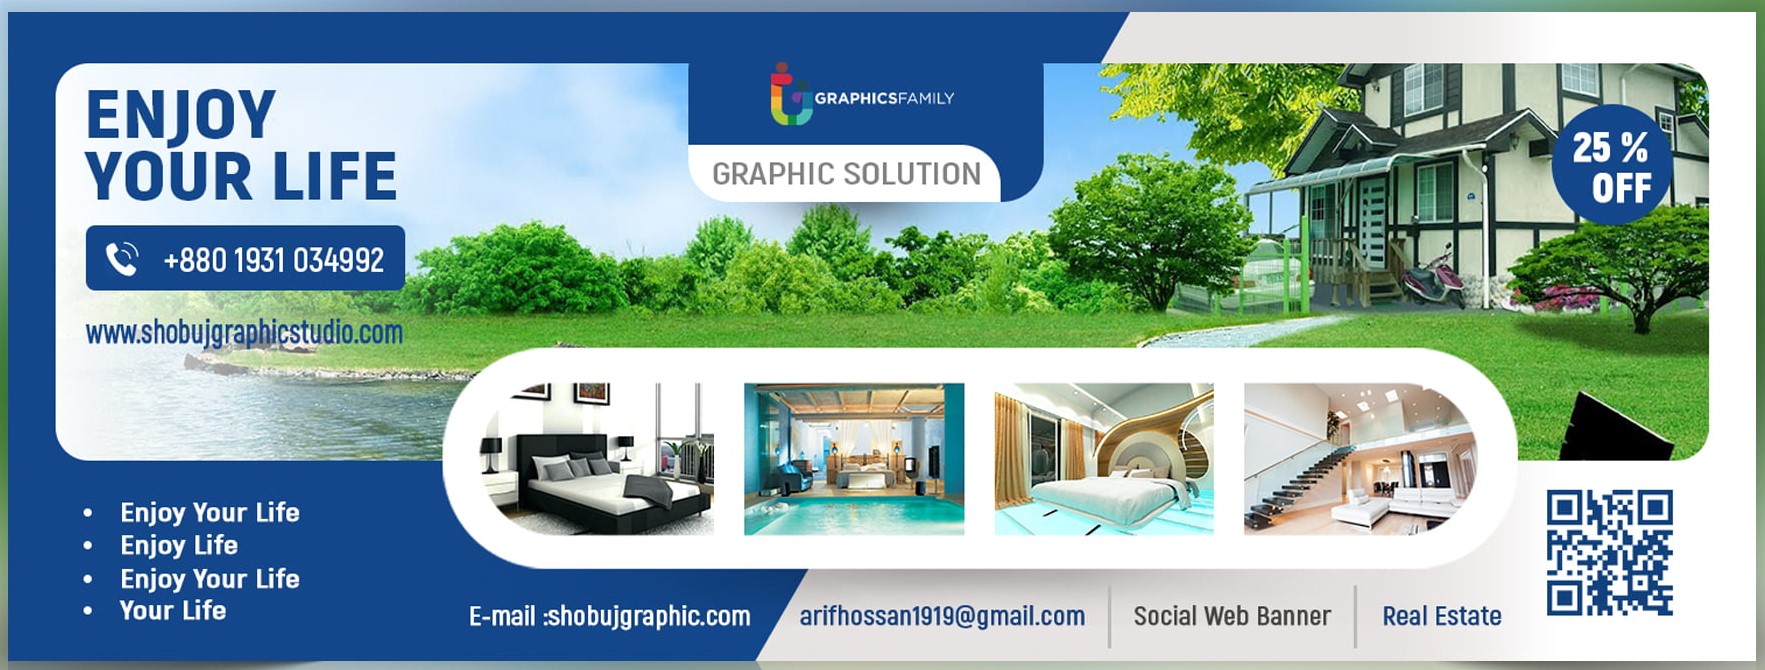 ENJOY
YOUR LIFE
+880 1931 034992
www.shobujgraphicstudio.com
GRAPHICSFAMILY
GRAPHIC SOLUTION
25 %
OFF
• Enjoy Your Life
• Enjoy Life
• Enjoy Your Life
• Your Life
E-mail :shobujgraphic.com
arifhossan1919@gmail.com
Social Web Banner
Real Estate